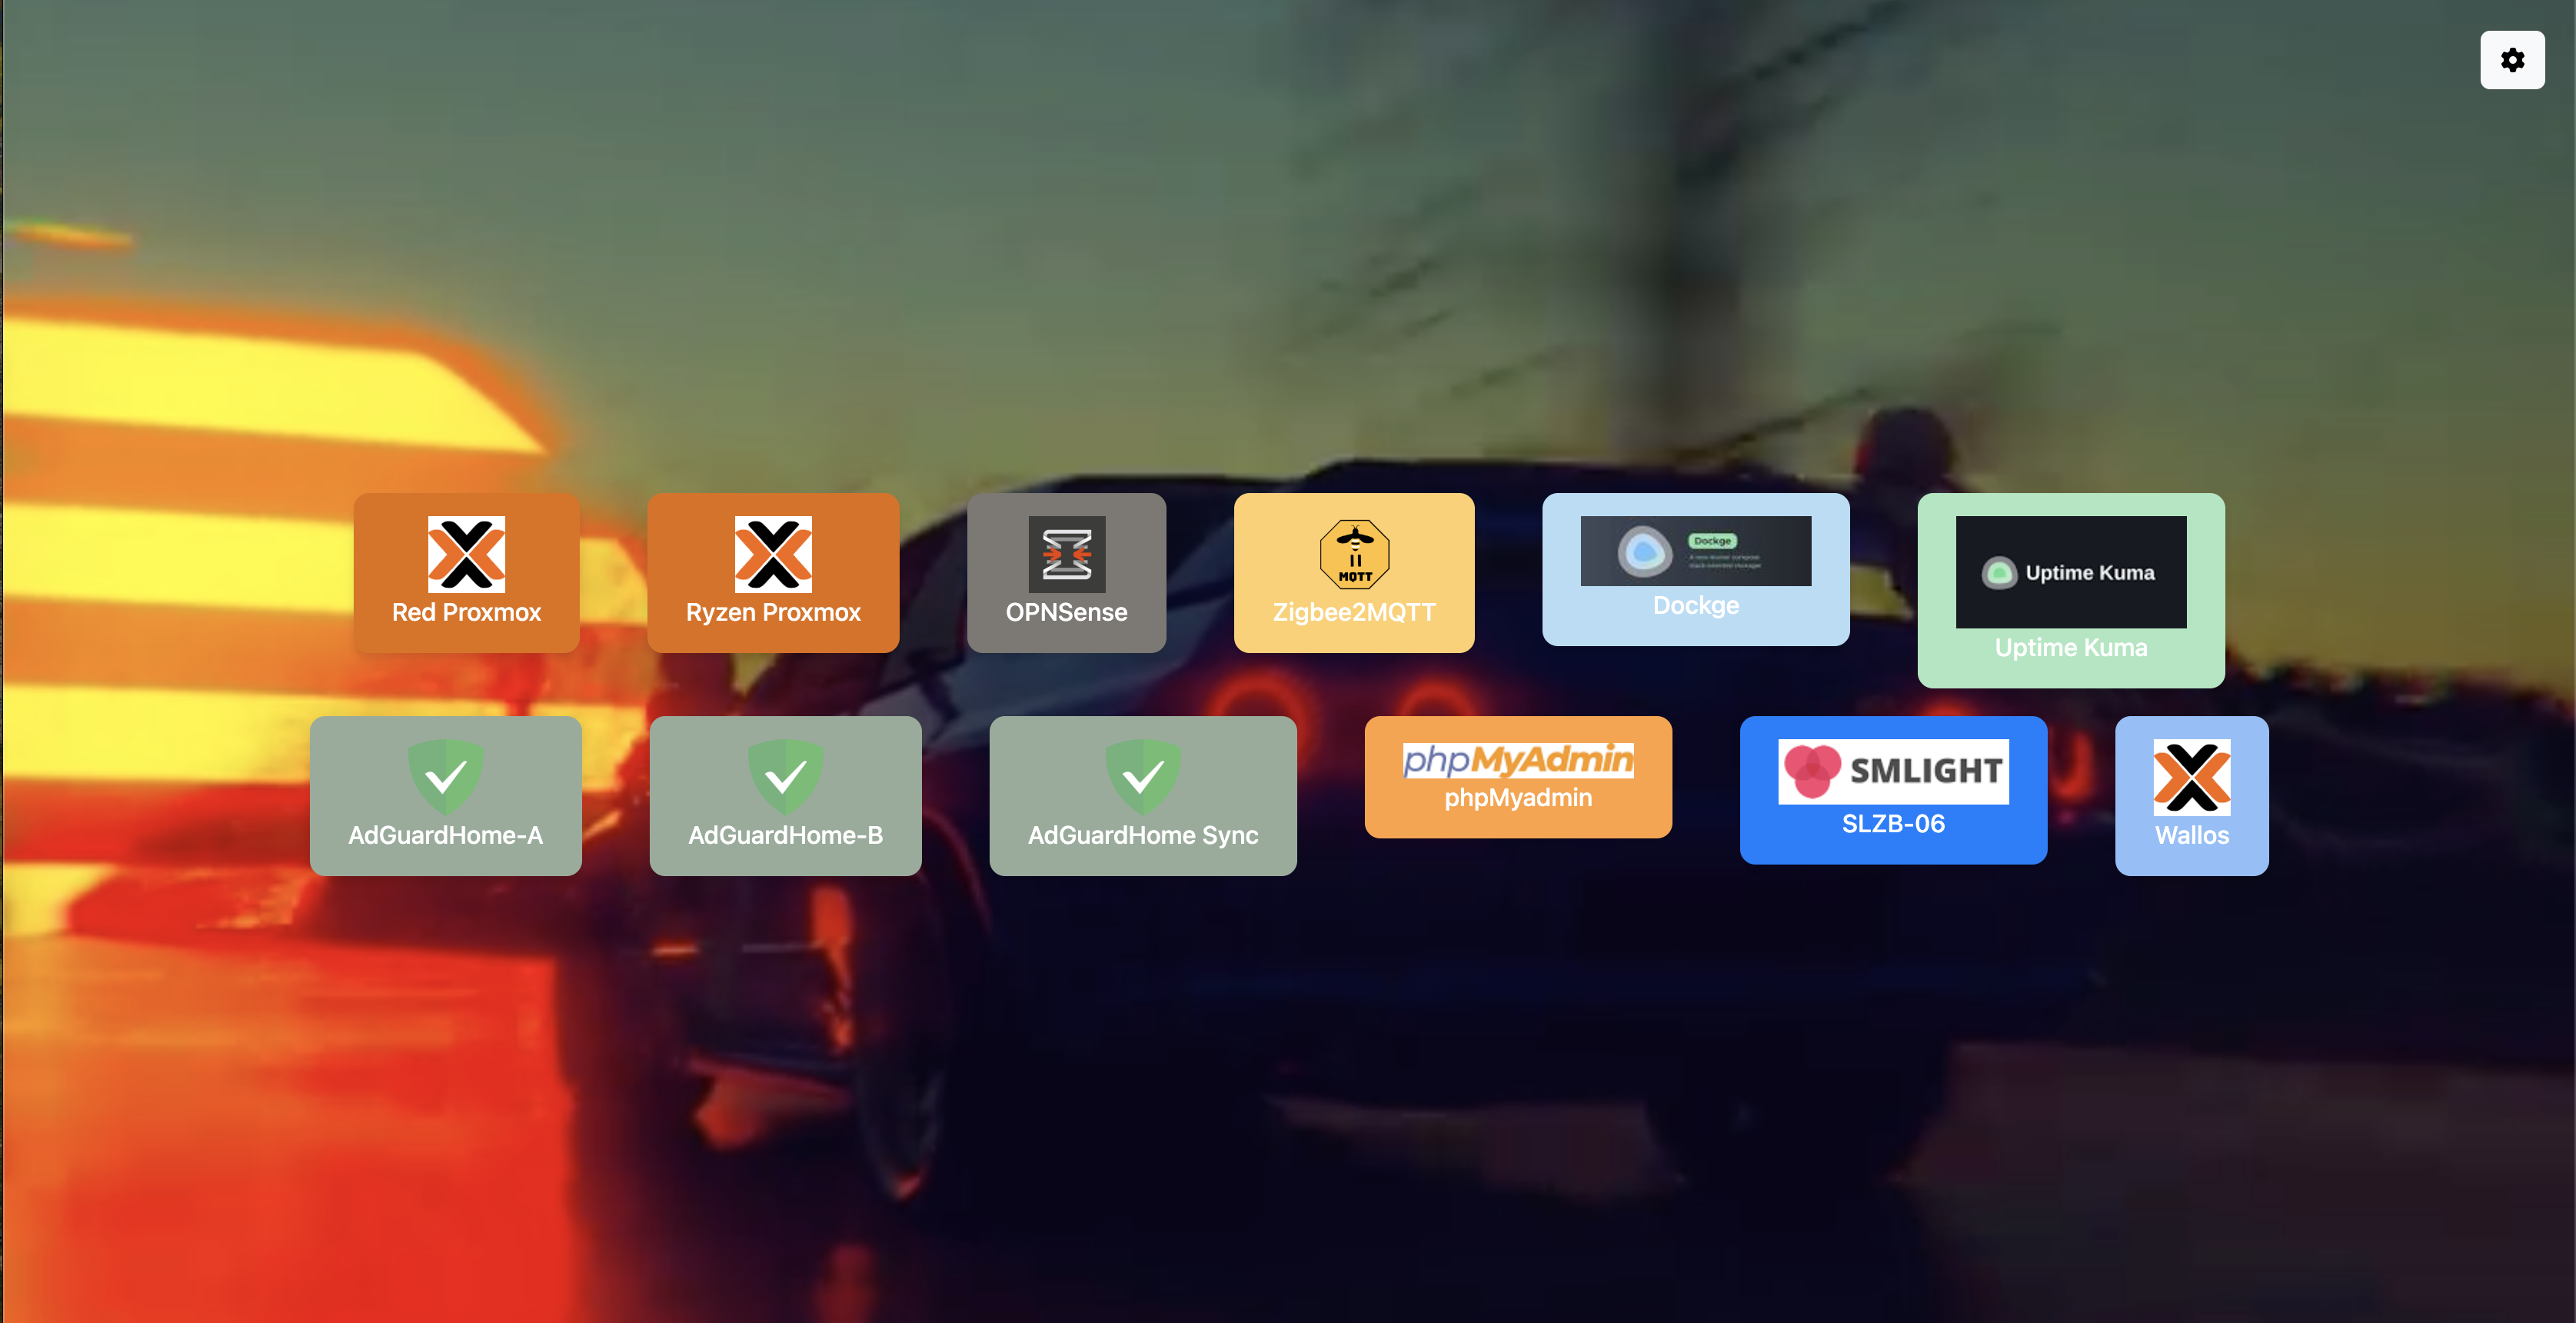 Red Proxmox
Ryzen Proxmox
OPNSense
MQTT
Zigbee2MQTT
Dockge
Dockge
Uptime Kuma
Uptime Kuma
AdGuardHome-A
AdGuardHome-B
AdGuardHome Sync
phpMyAdmin
phpMyadmin
SMLIGHT
SLZB-06
Wallos